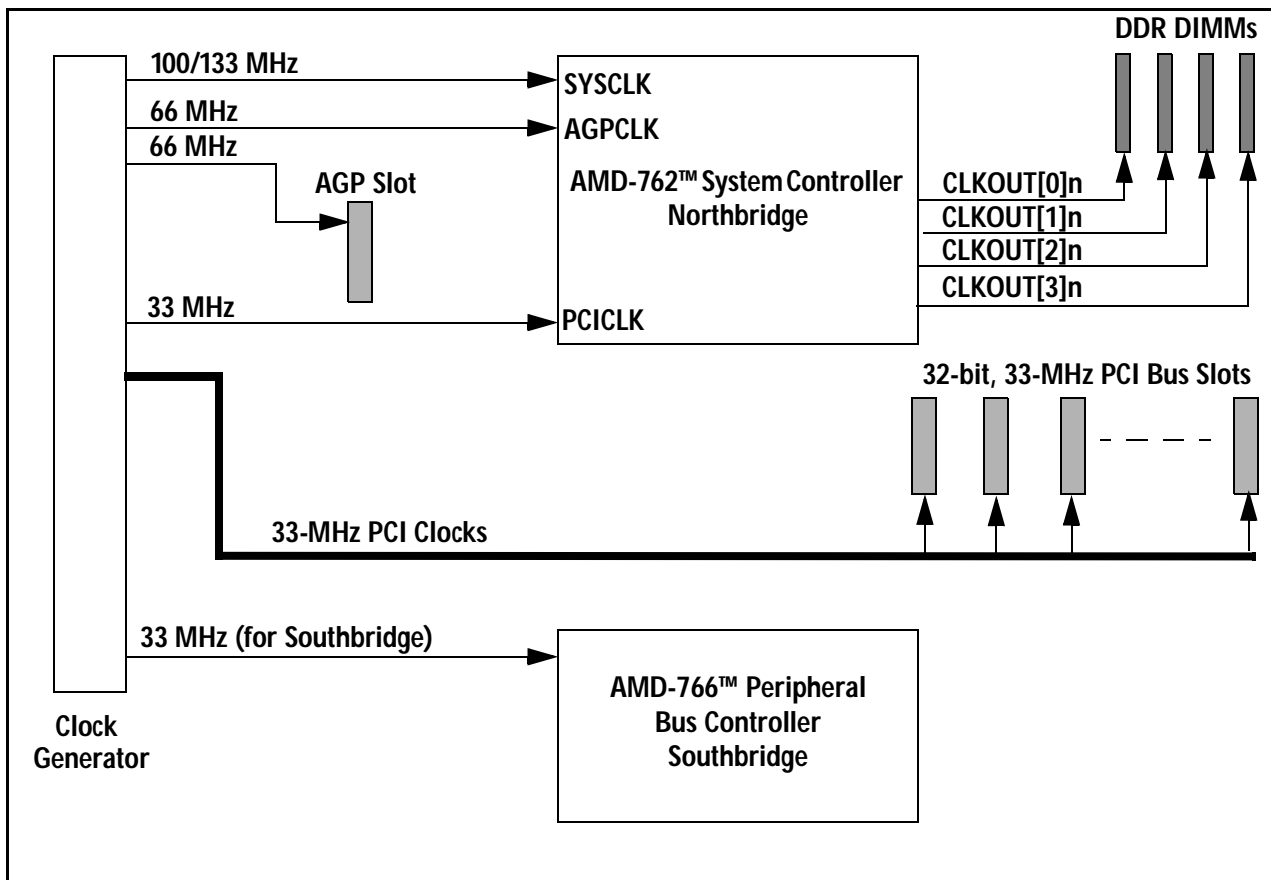 DDR DIMMs
100/133 MHz
SYSCLK
66 MHz
AGPCLK
66 MHz
AGP Slot
AMD-762™ System Controller
Northbridge
CLKOUT[0]n
CLKOUT[1]n
CLKOUT[2]n
CLKOUT[3]n
33 MHz
PCICLK
32-bit, 33-MHz PCI Bus Slots
33-MHz PCI Clocks
33 MHz (for Southbridge)
AMD-766™ Peripheral
Bus Controller
Southbridge
Clock
Generator